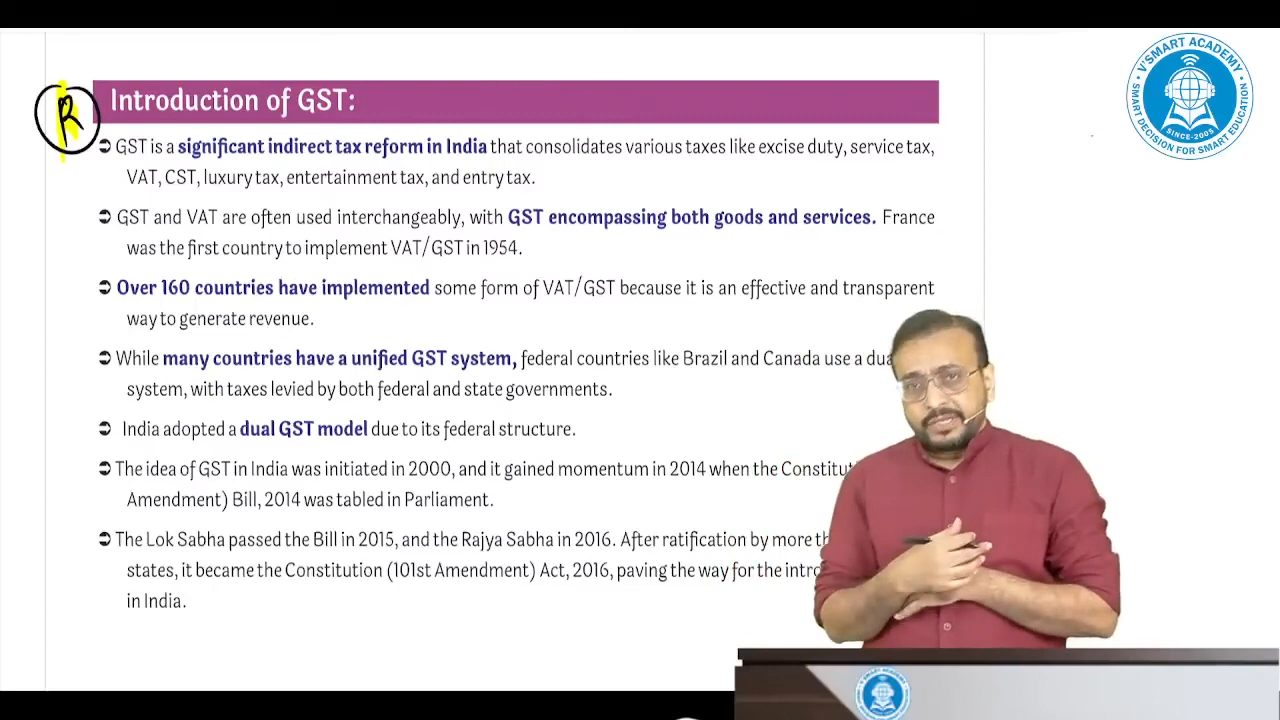 R
Introduction of GST:
➲ GST is a significant indirect tax reform in India that consolidates various taxes like excise duty, service tax,
VAT, CST, luxury tax, entertainment tax, and entry tax.
➲ GST and VAT are often used interchangeably, with GST encompassing both goods and services. France
was the first country to implement VAT/GST in 1954.
➲ Over 160 countries have implemented some form of VAT/GST because it is an effective and transparent
way to generate revenue.
➲ While many countries have a unified GST system, federal countries like Brazil and Canada use a
system, with taxes levied by both federal and state governments.
➲ India adopted a dual GST model due to its federal structure.
➲ The idea of GST in India was initiated in 2000, and it gained momentum in 2014 when the
Amendment) Bill, 2014 was tabled in Parliament.
➲ The Lok Sabha passed the Bill in 2015, and the Rajya Sabha in 2016. After ratification by more
states, it became the Constitution (101st Amendment) Act, 2016, paving the way for the
in India.
V'SMART ACADEMY
SMART DECISION FOR SMART EDUCATION
SINCE-2005